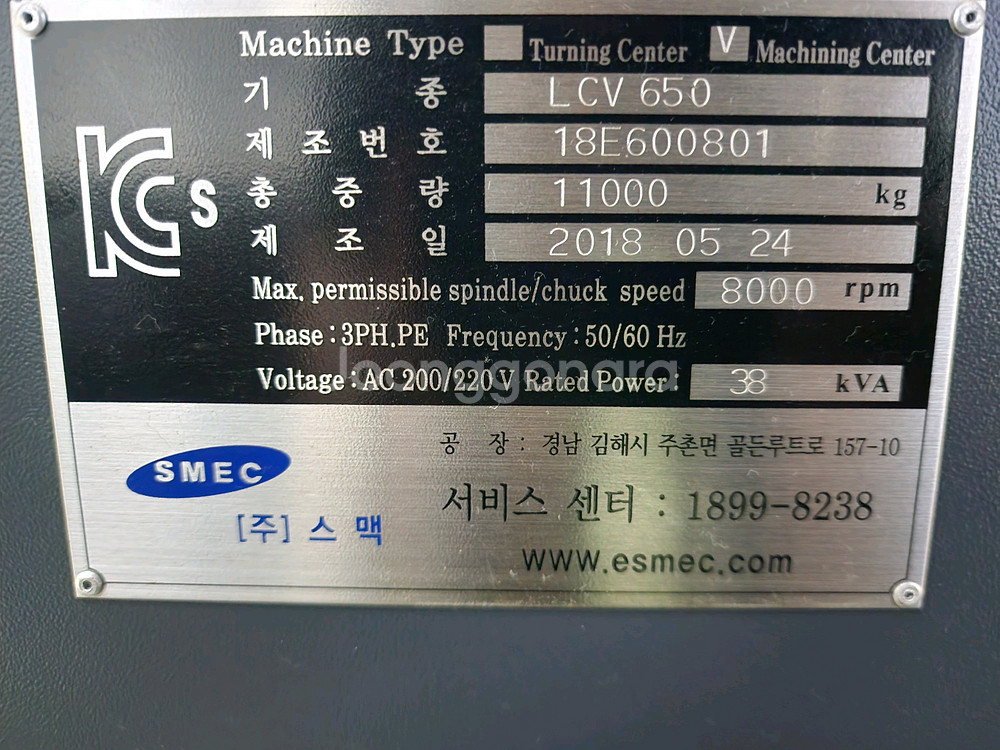 Machine Type Turning Center V Machining Center
기 종 LCV 650
제 조 번 호 18E600801
총 중 량 11000 kg
제 조 일 2018 05 24
Max. permissible spindle/chuck speed 8000 rpm
Phase : 3PH.PE Frequency : 50/60 Hz
Voltage : AC 200/220 V Rated Power : 38 kVA
KCs
joonggonara
SMEC
[주] 스 맥
공 장 : 경남 김해시 주촌면 골든루트로 157-10
서비스 센터 : 1899-8238
www.esmec.com